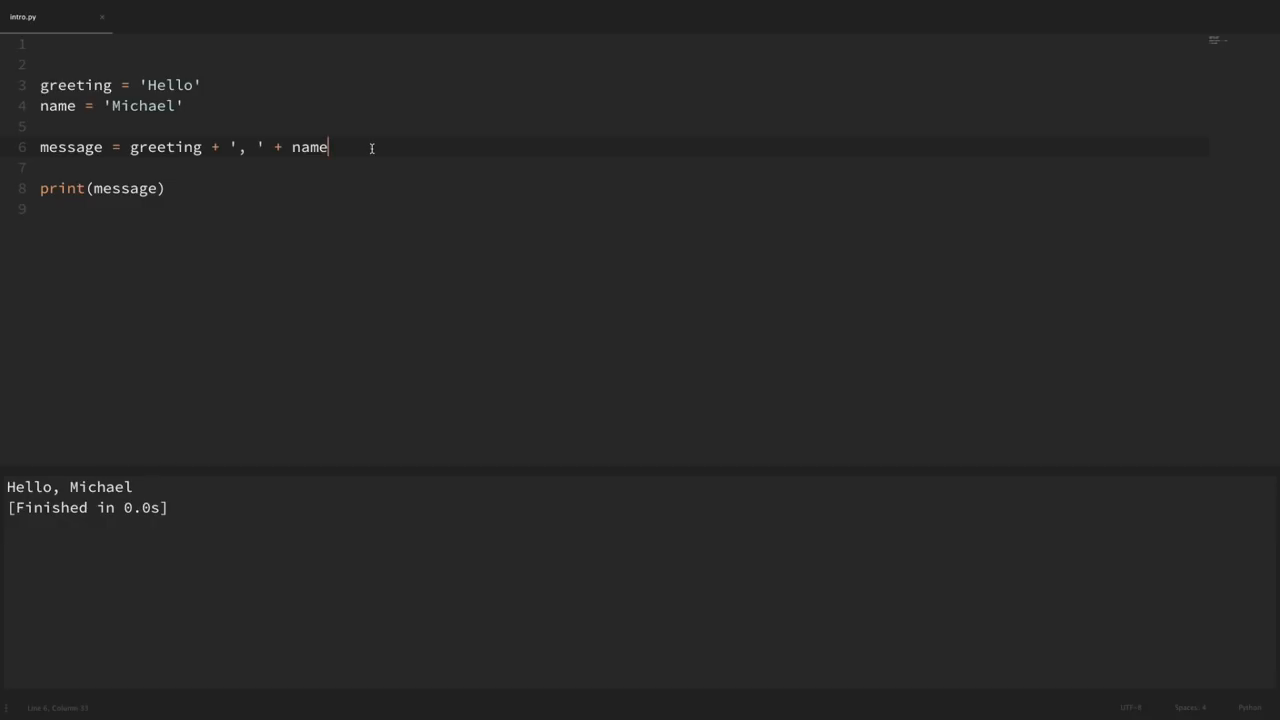 intro.py ×
1
2
3 greeting = 'Hello'
4 name = 'Michael'
5
6 message = greeting + ', ' + name
7
8 print(message)
9
Hello, Michael
[Finished in 0.0s]
Line 6, Column 33 UTF-8 Spaces: 4 Python